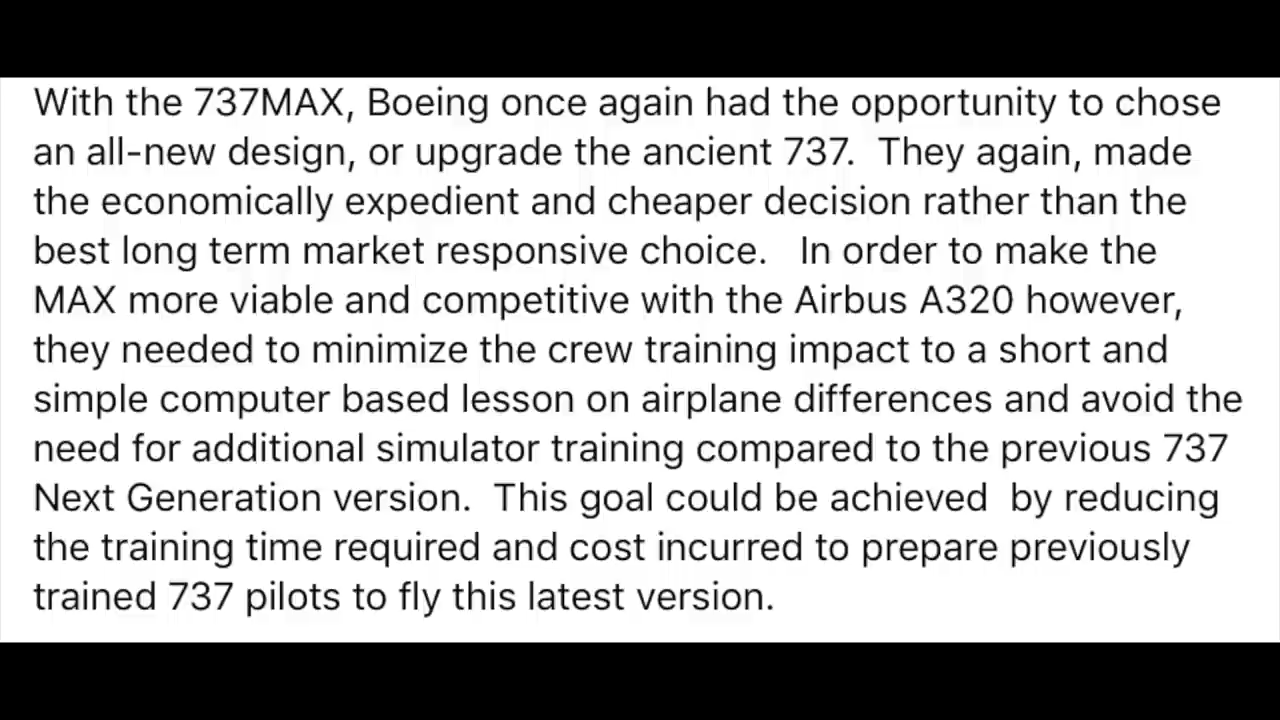 With the 737MAX, Boeing once again had the opportunity to chose
an all-new design, or upgrade the ancient 737.  They again, made
the economically expedient and cheaper decision rather than the
best long term market responsive choice.   In order to make the
MAX more viable and competitive with the Airbus A320 however,
they needed to minimize the crew training impact to a short and
simple computer based lesson on airplane differences and avoid the
need for additional simulator training compared to the previous 737
Next Generation version.  This goal could be achieved  by reducing
the training time required and cost incurred to prepare previously
trained 737 pilots to fly this latest version.